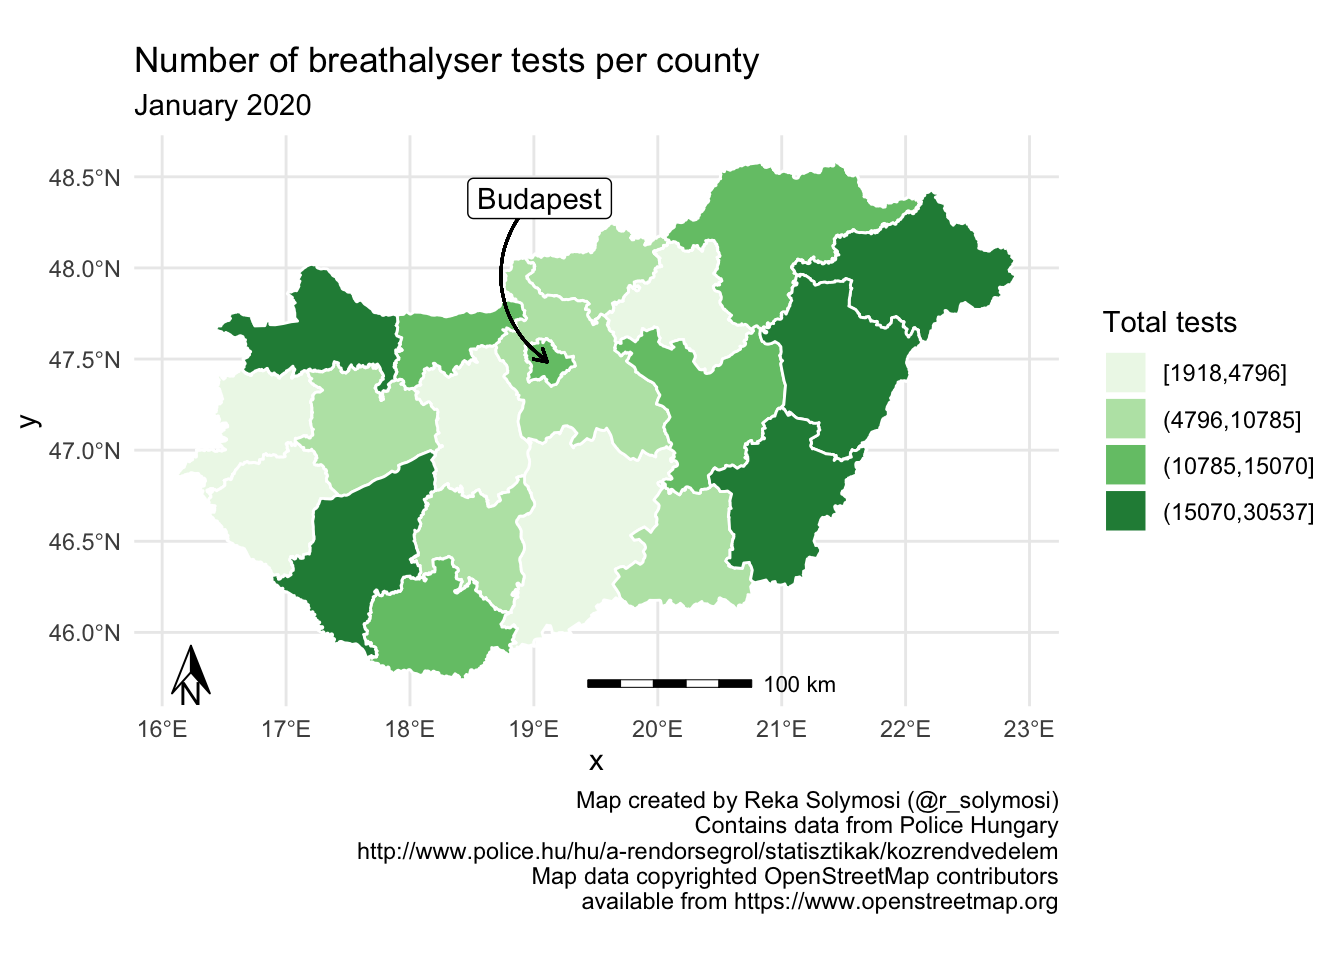 Number of breathalyser tests per county
January 2020
48.5°N
48.0°N
47.5°N
47.0°N
46.5°N
46.0°N
y
Budapest
N
100 km
16°E 17°E 18°E 19°E 20°E 21°E 22°E 23°E
x
Total tests
[1918,4796]
(4796,10785]
(10785,15070]
(15070,30537]
Map created by Reka Solymosi (@r_solymosi)
Contains data from Police Hungary
http://www.police.hu/hu/a-rendorsegrol/statisztikak/kozrendvedelem
Map data copyrighted OpenStreetMap contributors
available from https://www.openstreetmap.org